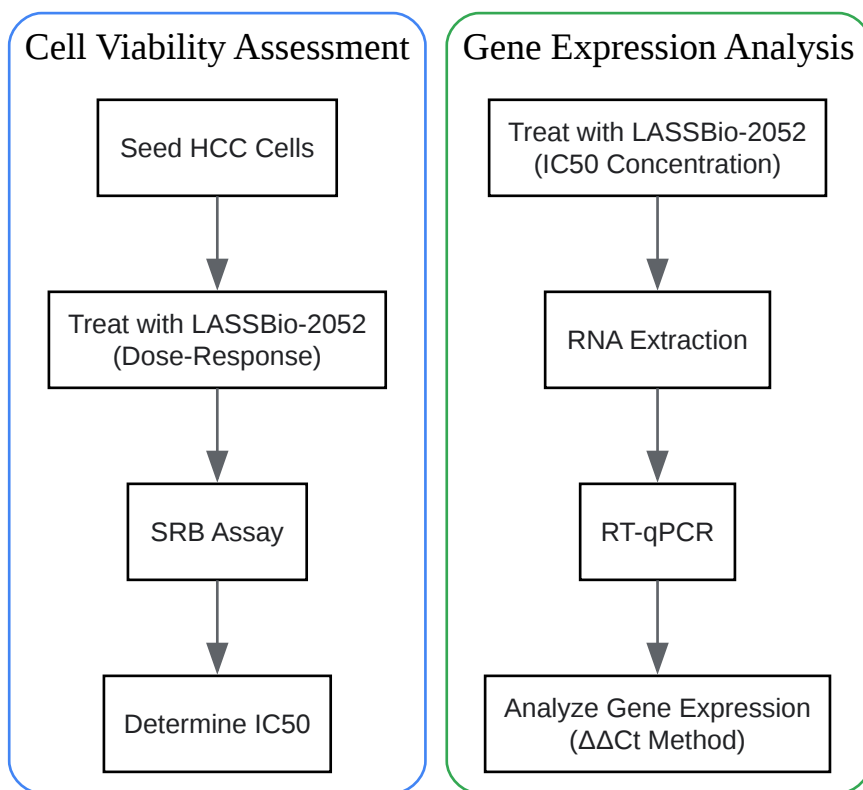 Cell Viability Assessment
Seed HCC Cells
Treat with LASSBio-2052
(Dose-Response)
SRB Assay
Determine IC50
Gene Expression Analysis
Treat with LASSBio-2052
(IC50 Concentration)
RNA Extraction
RT-qPCR
Analyze Gene Expression
(ΔΔCt Method)